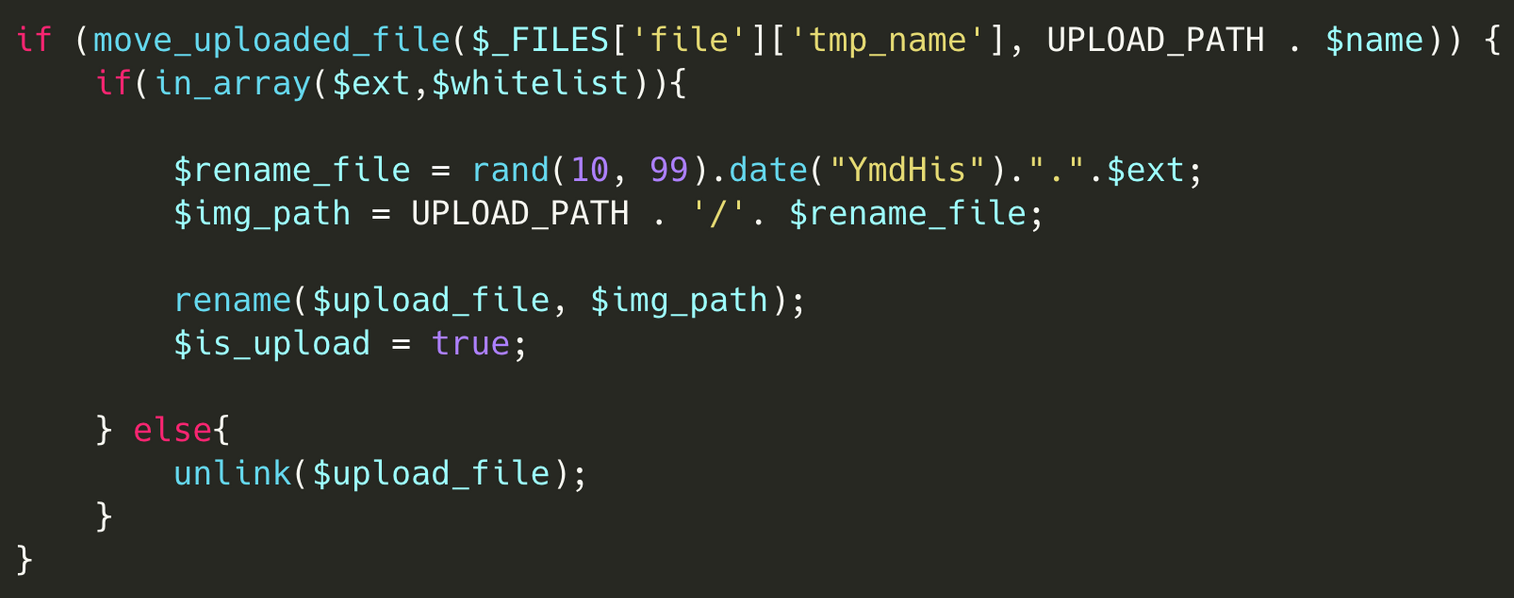 if (move_uploaded_file($_FILES['file']['tmp_name'], UPLOAD_PATH . $name)) {
    if(in_array($ext,$whitelist)){
        $rename_file = rand(10, 99).date("YmdHis").".".$ext;
        $img_path = UPLOAD_PATH . '/'. $rename_file;
        rename($upload_file, $img_path);
        $is_upload = true;
    } else{
        unlink($upload_file);
    }
}